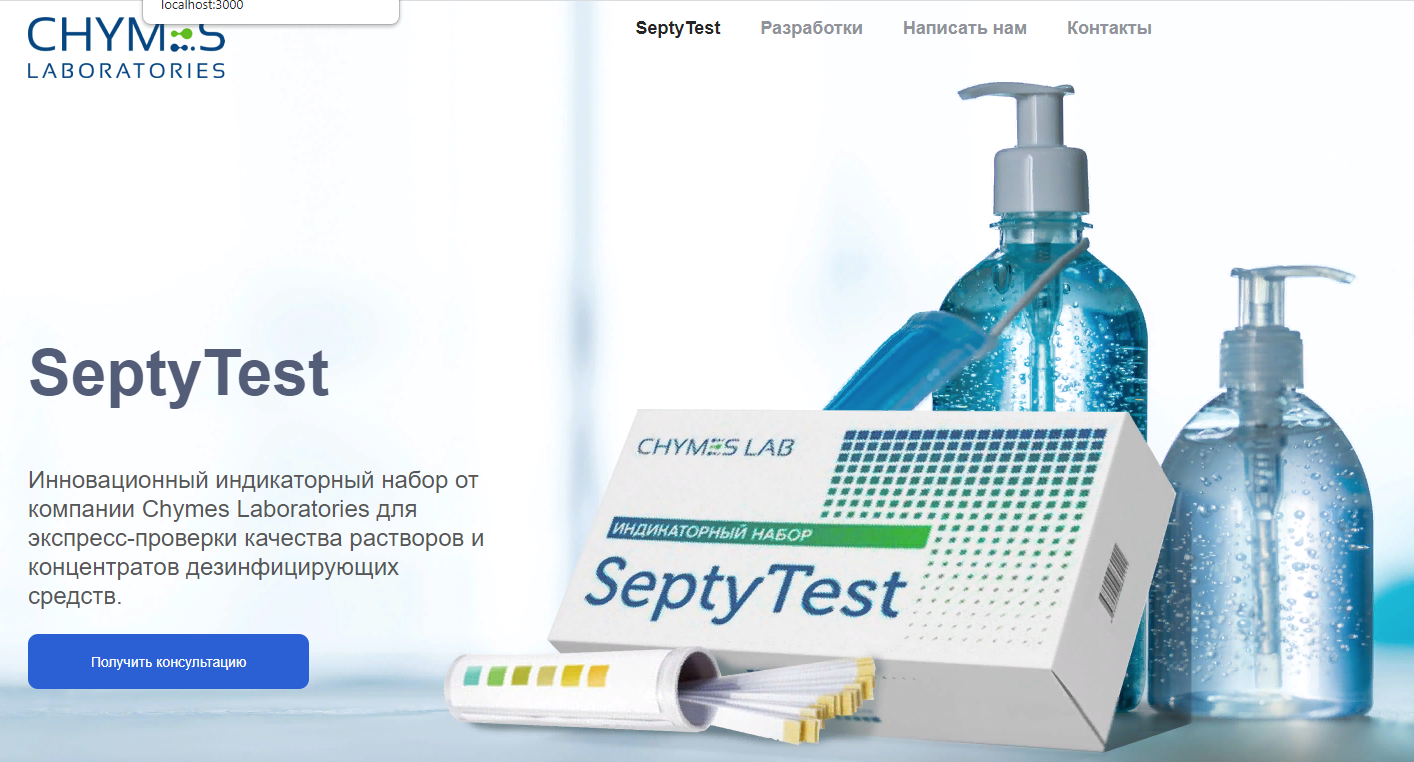 localhost:3000
CHYMES
LABORATORIES
SeptyTest Разработки Написать нам Контакты
SeptyTest
Инновационный индикаторный набор от
компании Chymes Laboratories для
экспресс-проверки качества растворов и
концентратов дезинфицирующих
средств.
Получить консультацию
CHYMES LAB
ИНДИКАТОРНЫЙ НАБОР
SeptyTest